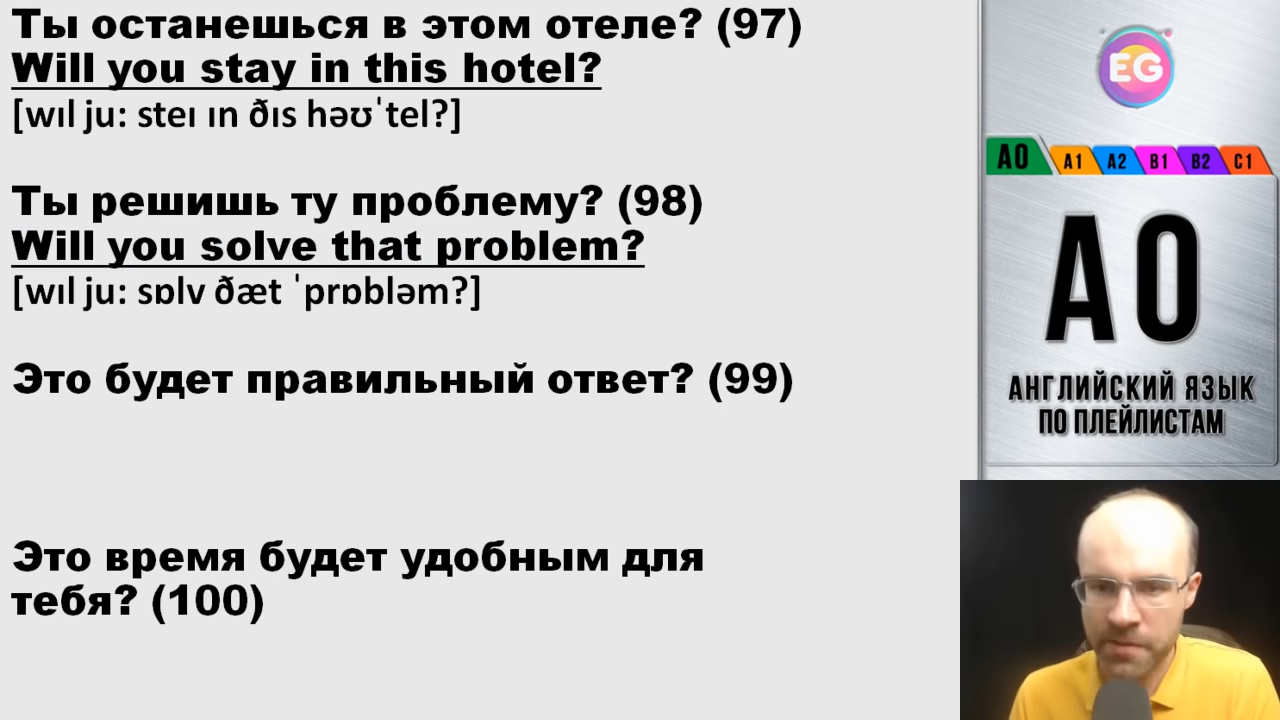 Ты останешься в этом отеле? (97)
Will you stay in this hotel?
[wɪl ju: steɪ ɪn ðɪs həʊˈtel?]
Ты решишь ту проблему? (98)
Will you solve that problem?
[wɪl ju: sɒlv ðæt ˈprɒbləm?]
Это будет правильный ответ? (99)
Это время будет удобным для
тебя? (100)
EG
A0 A1 A2 B1 B2 C1
A0
АНГЛИЙСКИЙ ЯЗЫК
ПО ПЛЕЙЛИСТАМ